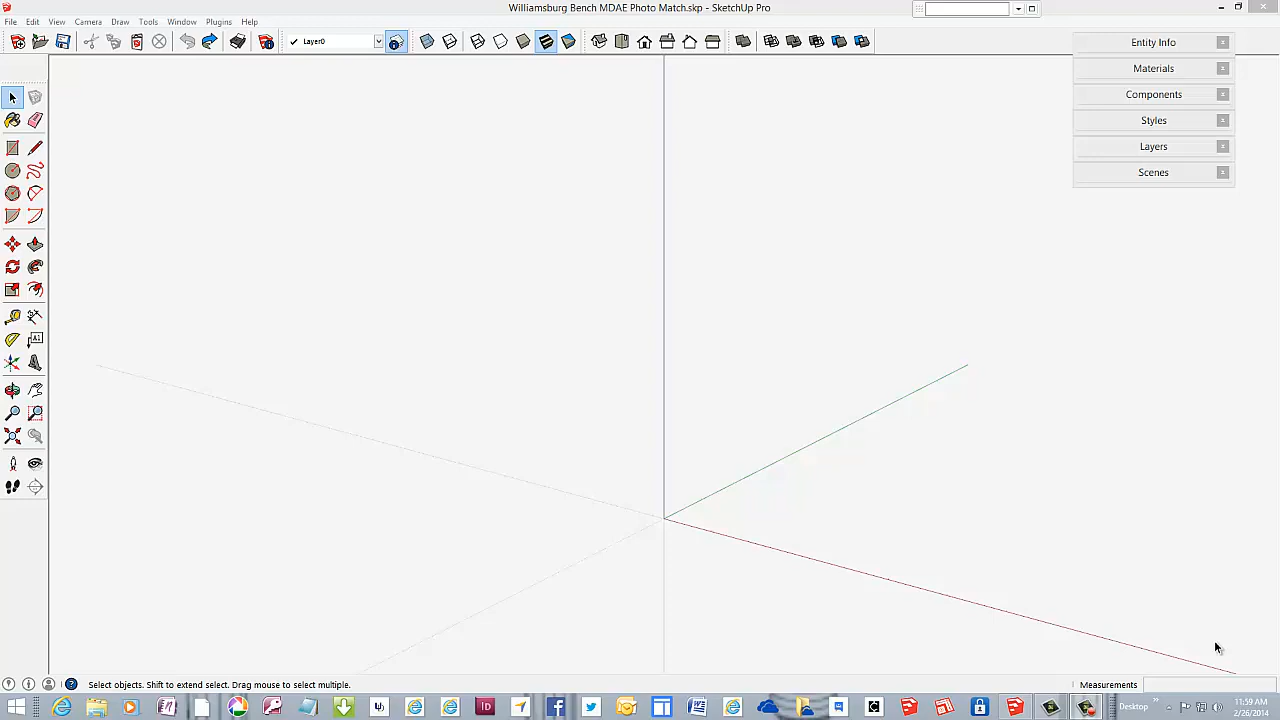 Williamsburg Bench MDAE Photo Match.skp - SketchUp Pro
File Edit View Camera Draw Tools Window Plugins Help
Layer0
Entity Info
Materials
Components
Styles
Layers
Scenes
Select objects. Shift to extend select. Drag mouse to select multiple.
Measurements
Desktop
11:59 AM
2/26/2014